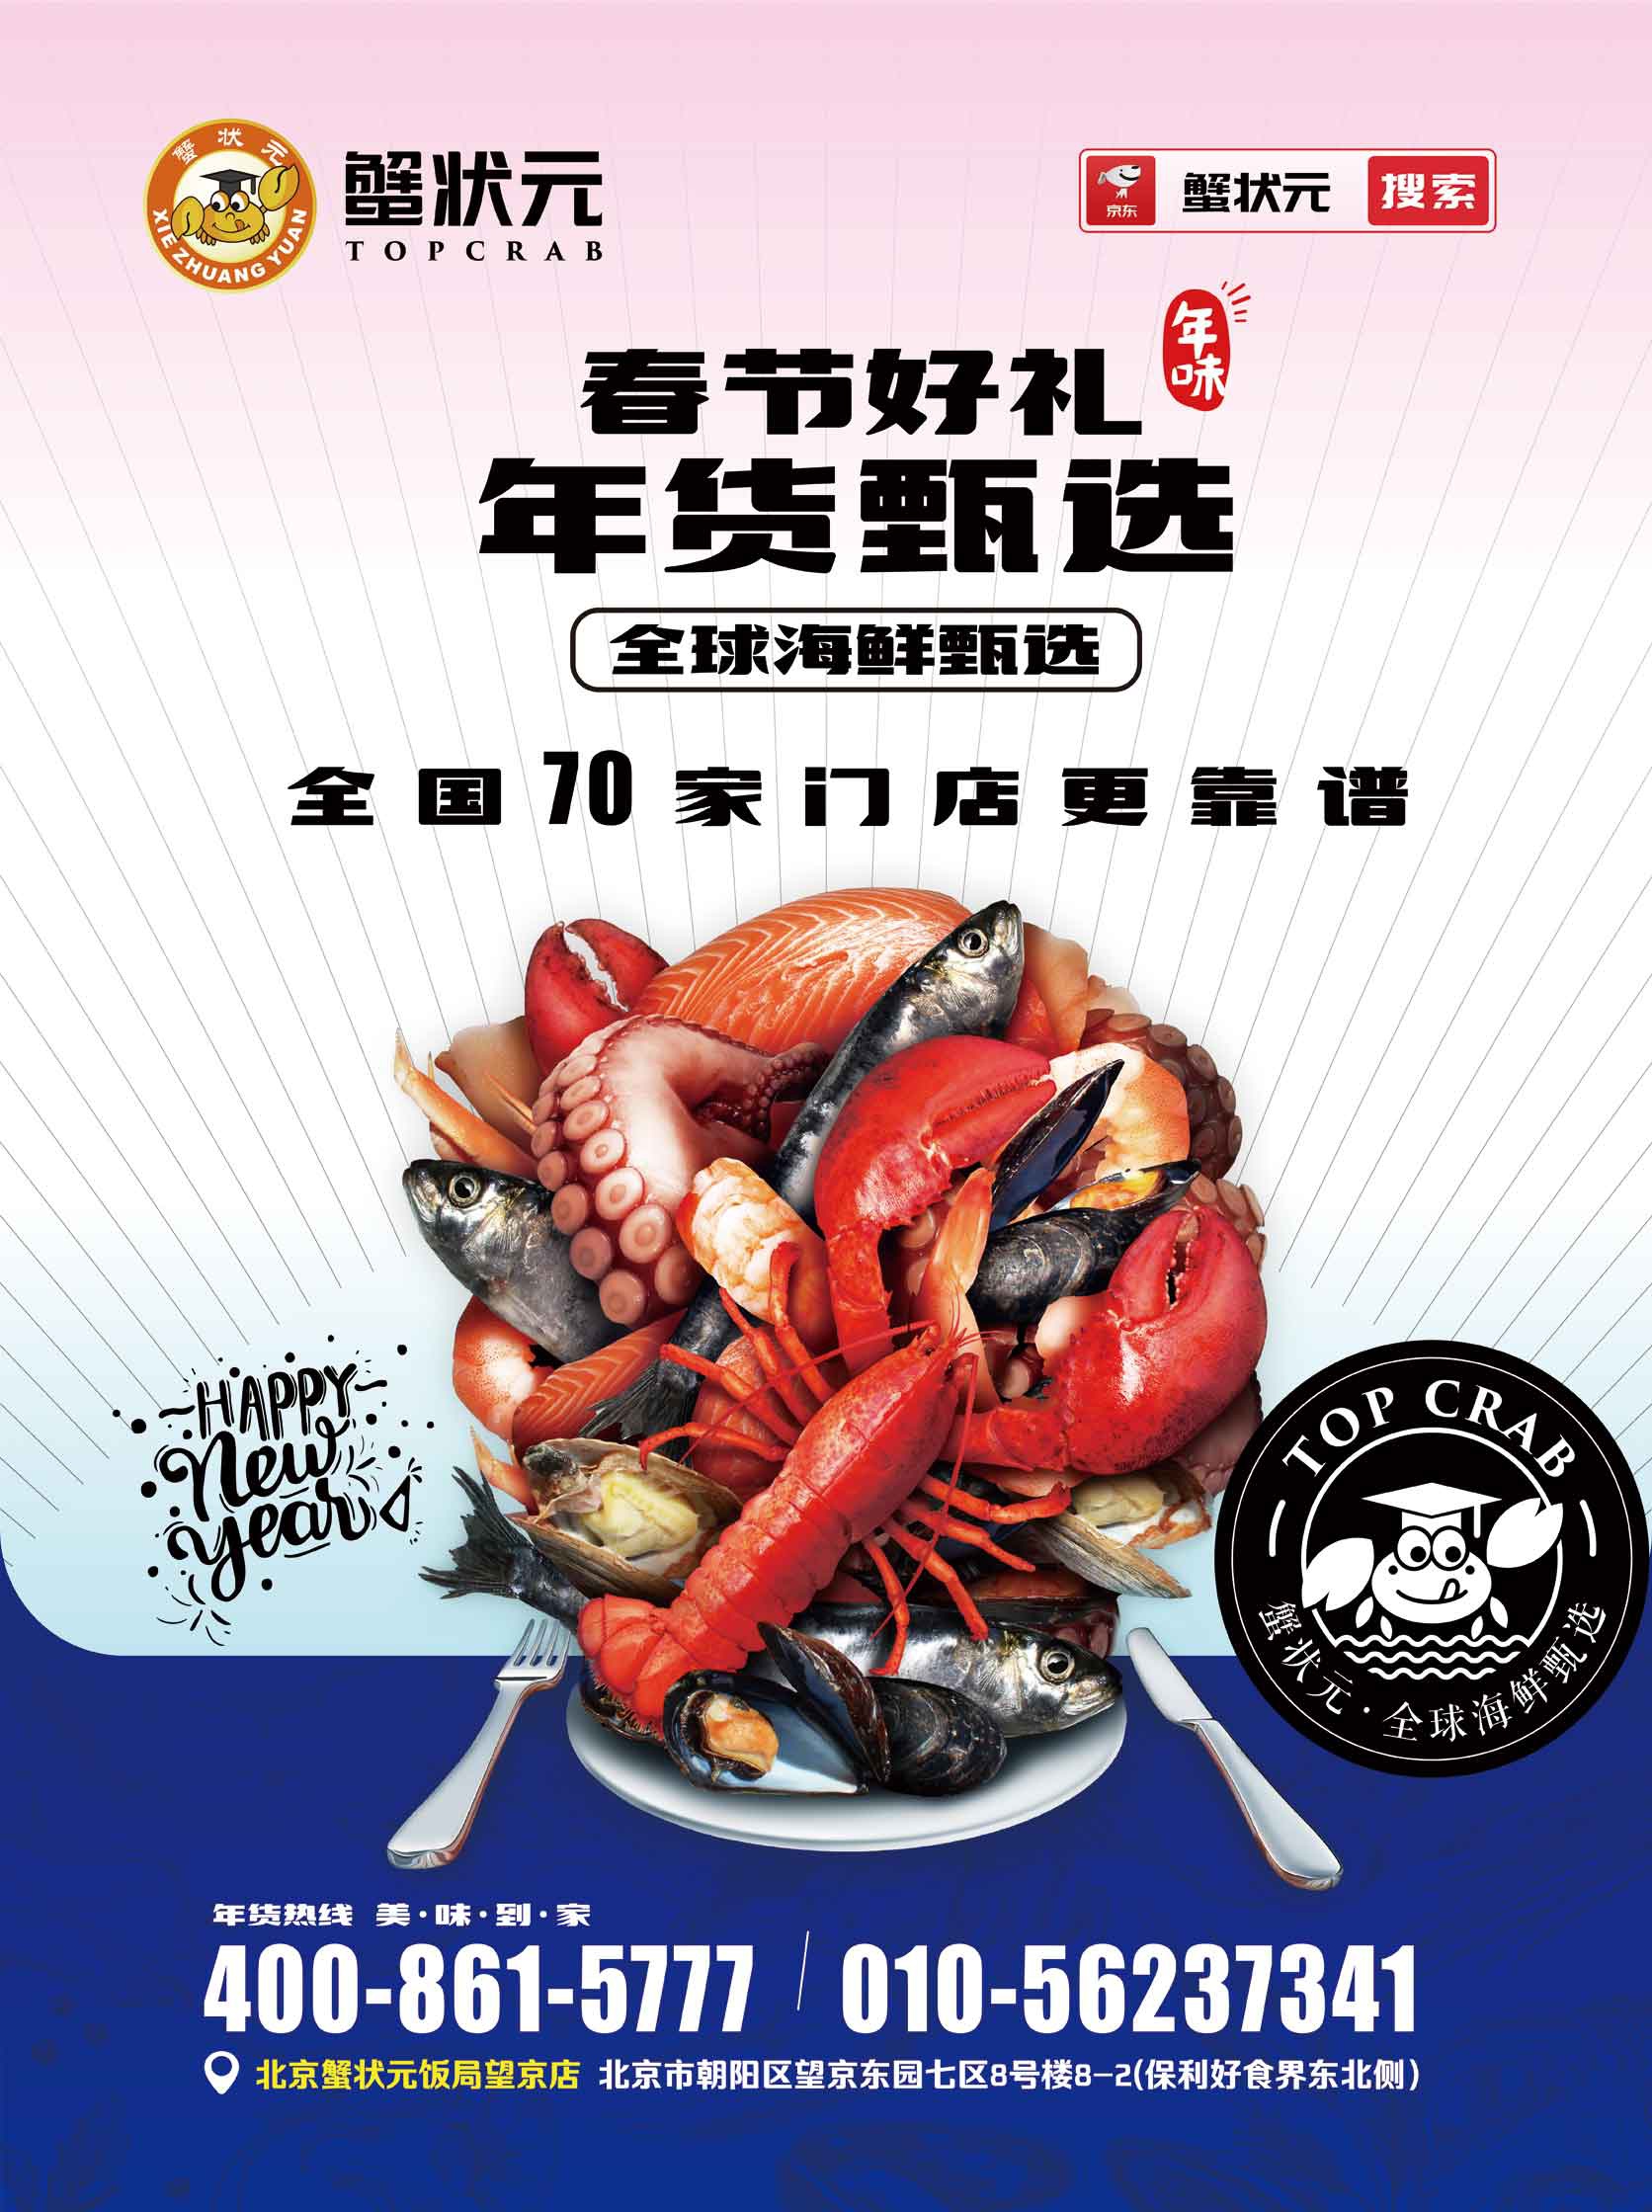 蟹状元
XIE ZHUANG YUAN
蟹状元
TOPCRAB
京东
蟹状元
搜索
年味
春节好礼
年货甄选
全球海鲜甄选
全国70家门店更靠谱
HAPPY
New
year
TOP CRAB
蟹状元·全球海鲜甄选
年货热线 美·味·到·家
400-861-5777 / 010-56237341
北京蟹状元饭局望京店 北京市朝阳区望京东园七区8号楼8-2(保利好食界东北侧)